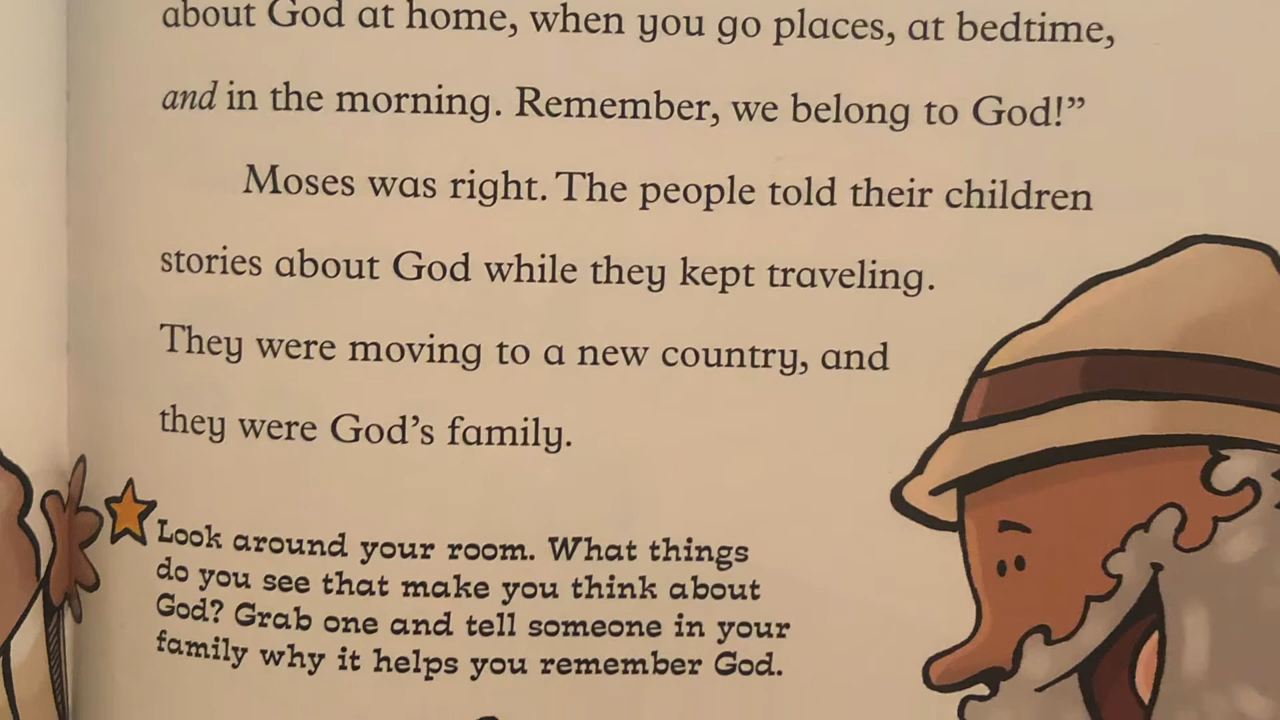 about God at home, when you go places, at bedtime,
and in the morning. Remember, we belong to God!”
Moses was right. The people told their children
stories about God while they kept traveling.
They were moving to a new country, and
they were God’s family.
Look around your room. What things
do you see that make you think about
God? Grab one and tell someone in your
family why it helps you remember God.